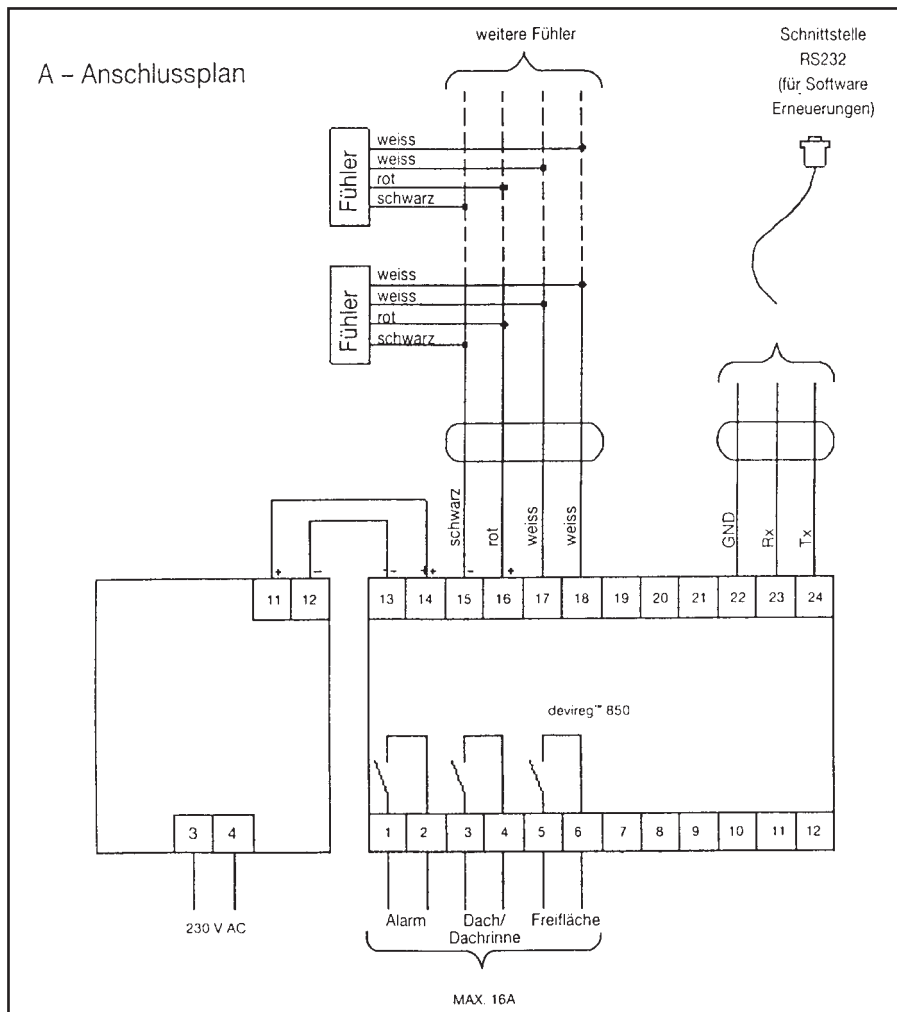 A – Anschlussplan
weitere Fühler
Schnittstelle
RS232
(für Software
Erneuerungen)
Fühler
weiss
weiss
rot
schwarz
Fühler
weiss
weiss
rot
schwarz
schwarz
rot
weiss
weiss
GND
Rx
Tx
+ – – + – +
11 12 13 14 15 16 17 18 19 20 21 22 23 24
devireg™ 850
3 4 1 2 3 4 5 6 7 8 9 10 11 12
230 V AC
Alarm
Dach/
Dachrinne
Freifläche
MAX. 16A